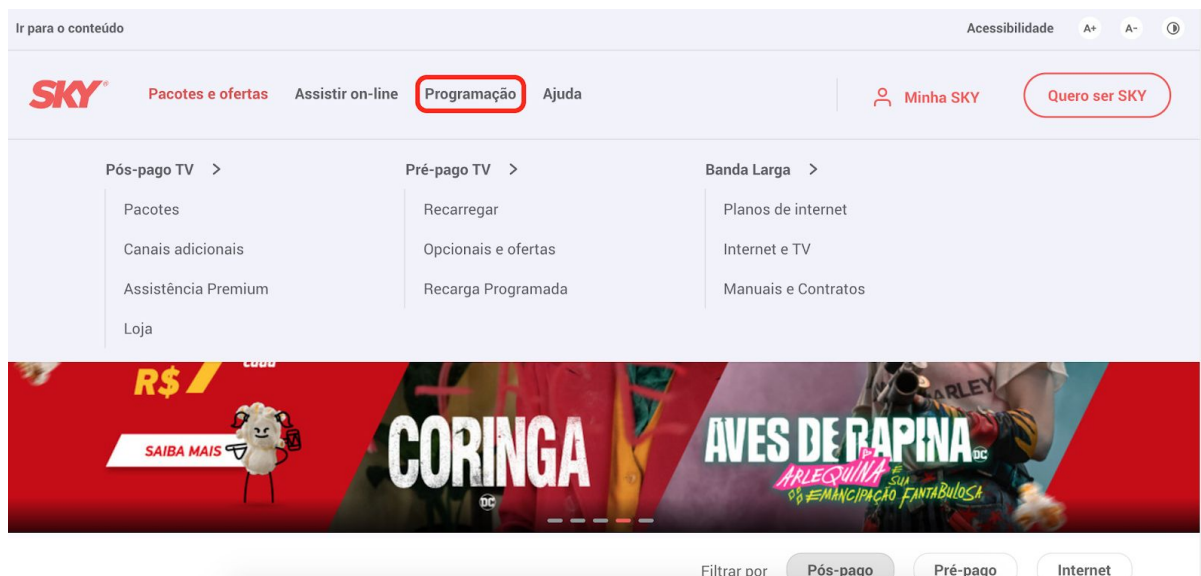 Ir para o conteúdo
Acessibilidade A+ A-
SKY Pacotes e ofertas Assistir on-line Programação Ajuda Minha SKY Quero ser SKY
Pós-pago TV > Pré-pago TV > Banda Larga >
Pacotes Recarregar Planos de internet
Canais adicionais Opcionais e ofertas Internet e TV
Assistência Premium Recarga Programada Manuais e Contratos
Loja
R$
SAIBA MAIS
CORINGA
DC
ARLEY
AVES DE RAPINA DC
ARLEQUINA E SUA
EMANCIPAÇÃO FANTABULOSA
Filtrar por Pós-pago Pré-pago Internet